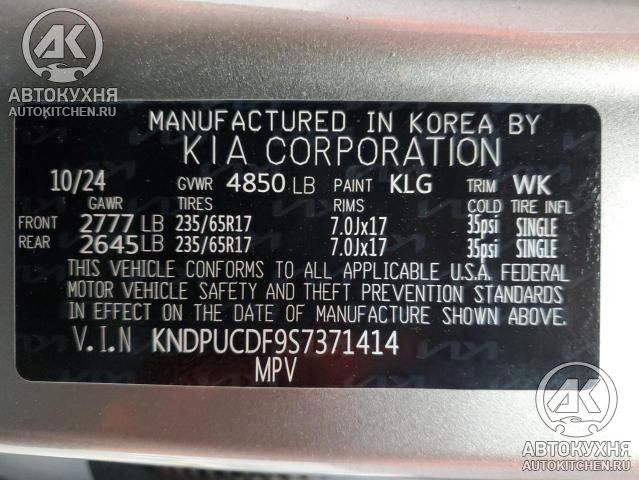 AK
АВТОКУХНЯ
AUTOKITCHEN.RU
MANUFACTURED IN KOREA BY
KIA CORPORATION
10/24 GVWR 4850 LB PAINT KLG TRIM WK
GAWR TIRES RIMS COLD TIRE INFL
FRONT 2777 LB 235/65R17 7.0Jx17 35psi SINGLE
REAR 2645 LB 235/65R17 7.0Jx17 35psi SINGLE
THIS VEHICLE CONFORMS TO ALL APPLICABLE U.S.A. FEDERAL
MOTOR VEHICLE SAFETY AND THEFT PREVENTION STANDARDS
IN EFFECT ON THE DATE OF MANUFACTURE SHOWN ABOVE.
V.I.N KNDPUCDF9S7371414
MPV
AK
АВТОКУХНЯ
AUTOKITCHEN.RU